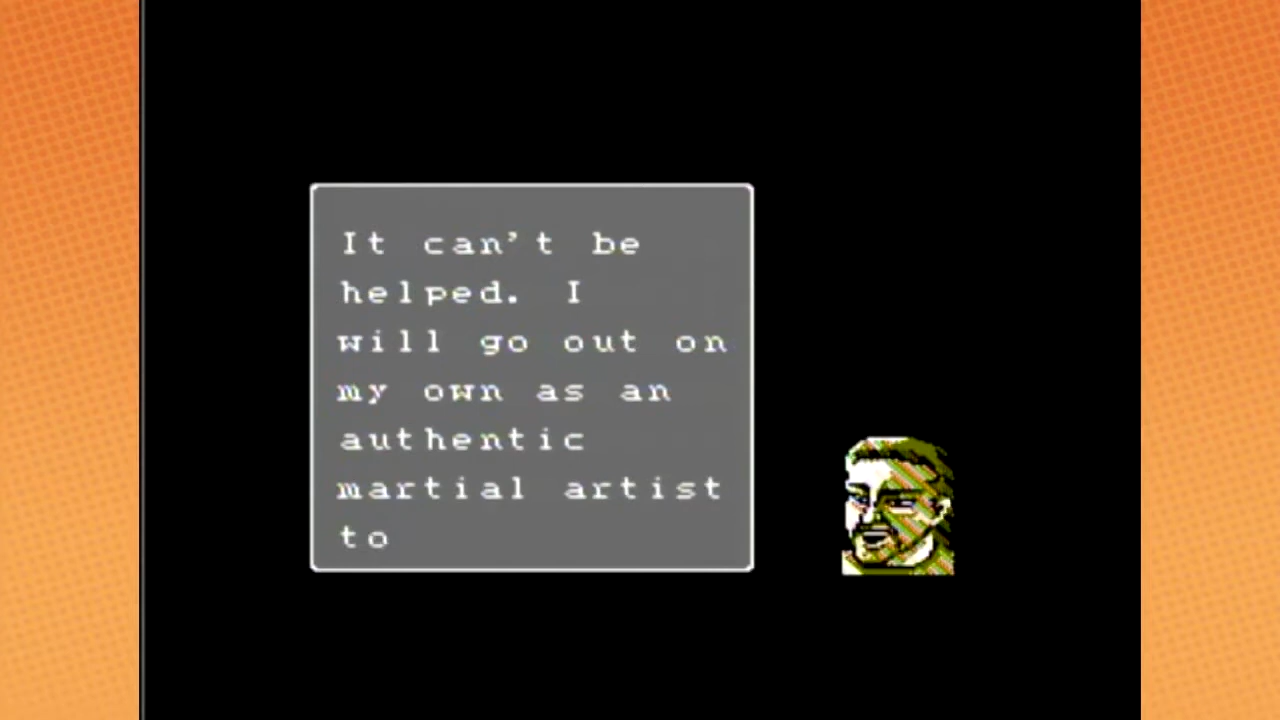 It can't be
helped. I
will go out on
my own as an
authentic
martial artist
to